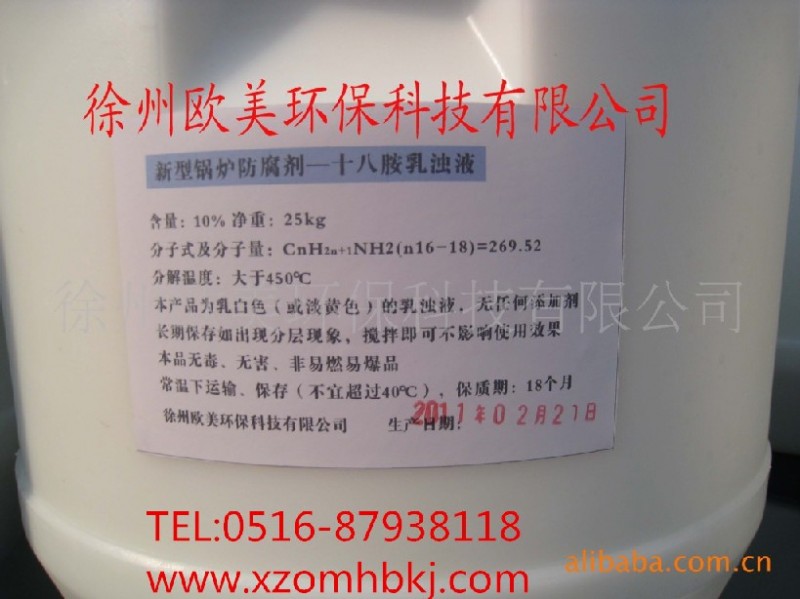 徐州欧美环保科技有限公司
新型锅炉防腐剂—十八胺乳浊液
含量：10% 净重：25kg
分子式及分子量：CnH2n+1NH2(n16-18)=269.52
分解温度：大于450℃
徐州欧美环保科技有限公司
本产品为乳白色（或淡黄色）的乳浊液，无任何添加剂
长期保存如出现分层现象，搅拌即可不影响使用效果
本品无毒、无害、非易燃易爆品
常温下运输、保存（不宜超过40℃），保质期：18个月
徐州欧美环保科技有限公司 生产日期：2011年02月21日
TEL:0516-87938118
www.xzomhbkj.com
alibaba.com.cn